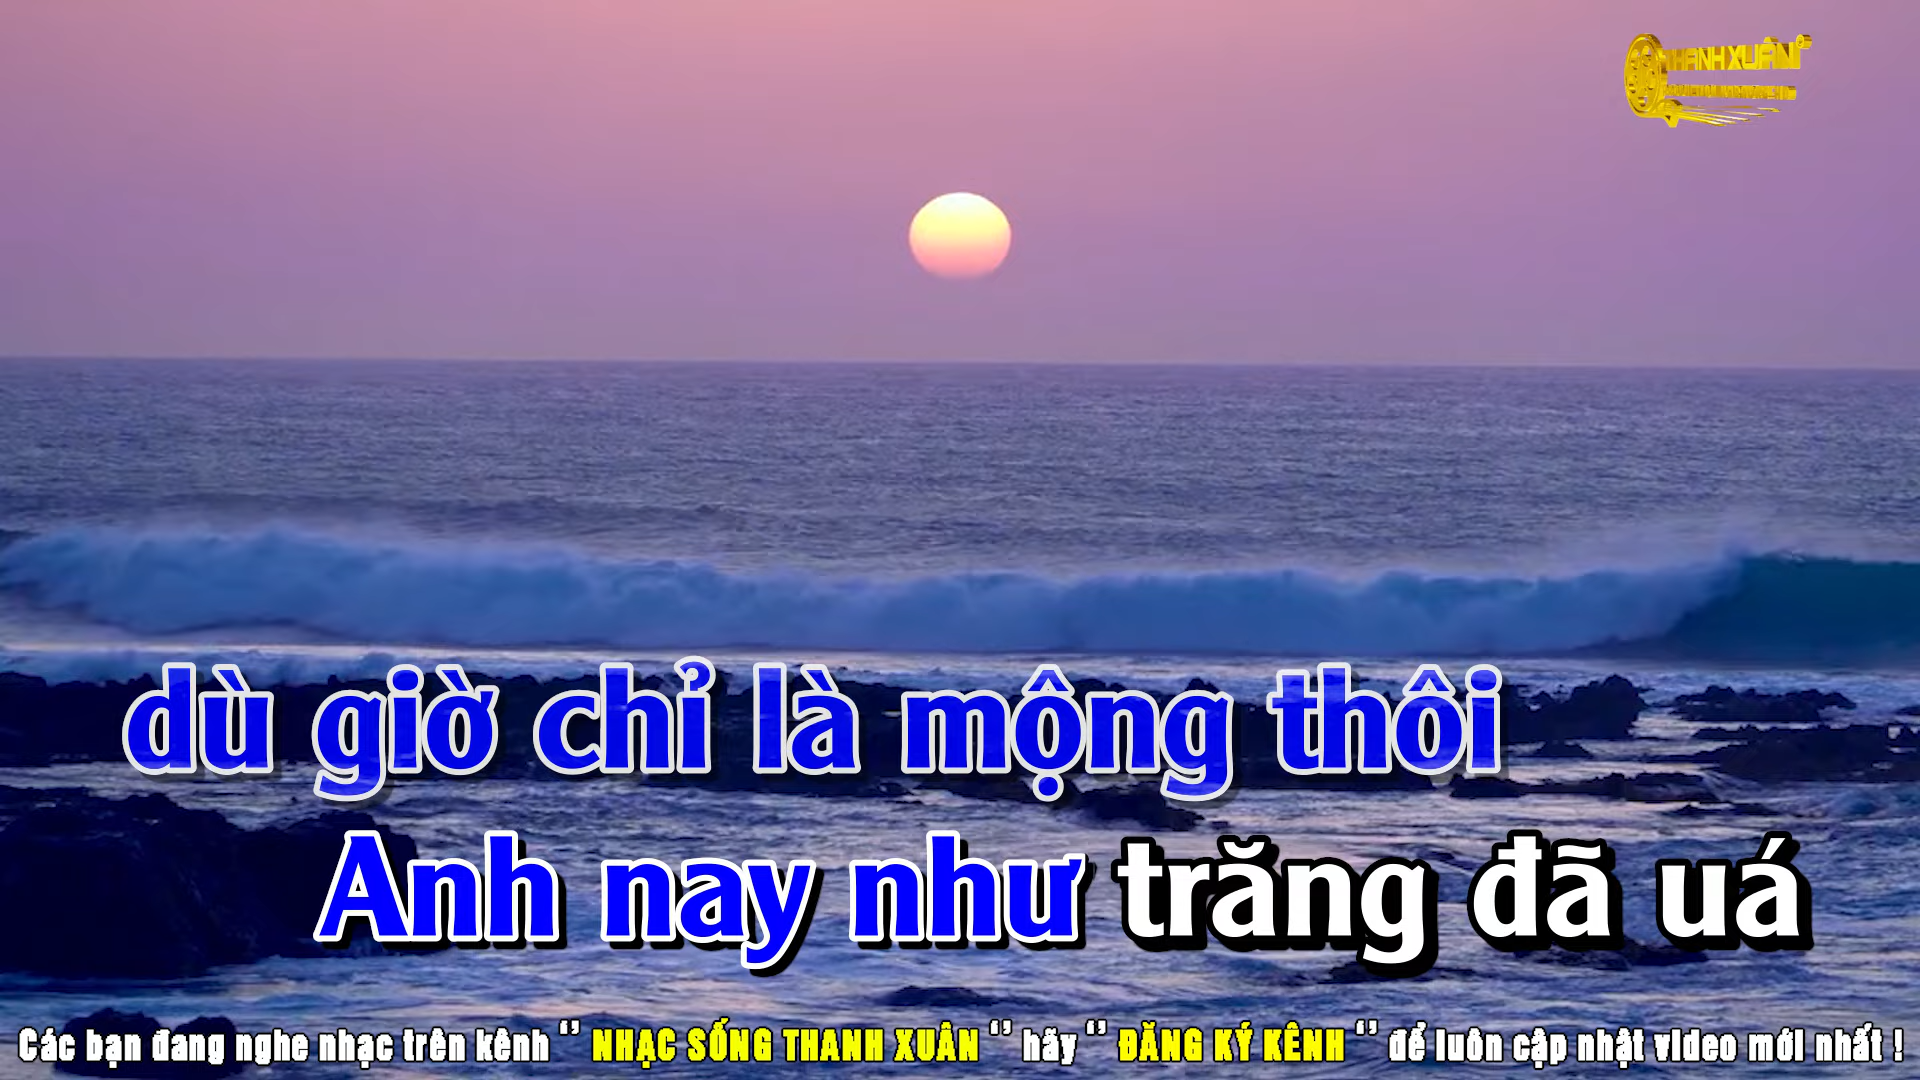 THANH XUÂN
dù giờ chỉ là mộng thôi
Anh nay như trăng đã uá
Các bạn đang nghe nhạc trên kênh “ NHẠC SỐNG THANH XUÂN “ hãy “ ĐĂNG KÝ KÊNH “ để luôn cập nhật video mới nhất !